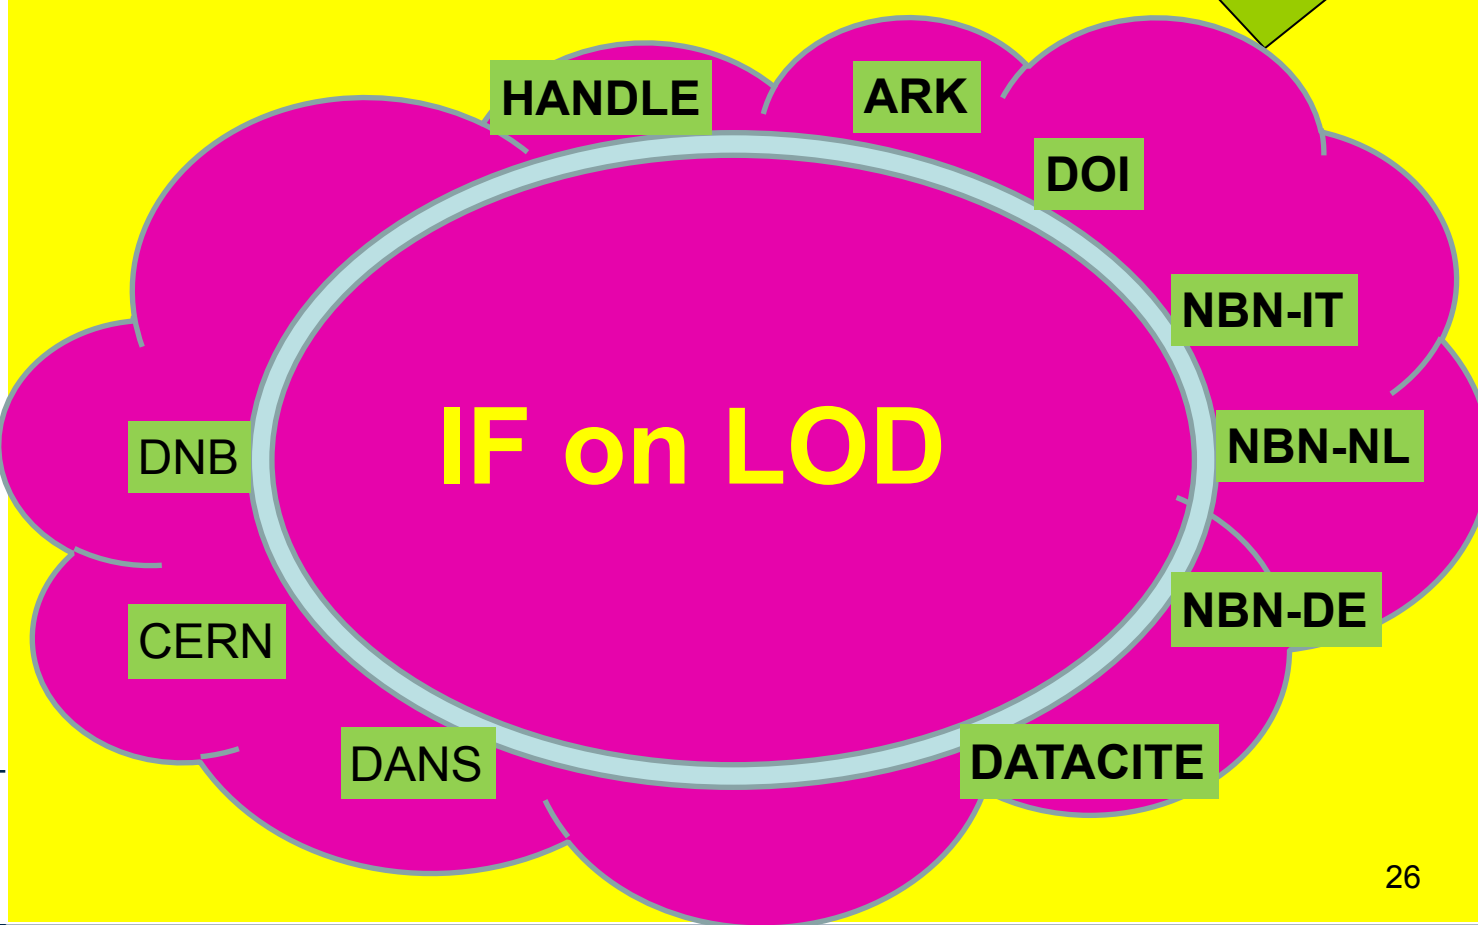 HANDLE
ARK
DOI
NBN-IT
IF on LOD
DNB
NBN-NL
NBN-DE
CERN
DANS
DATACITE
26